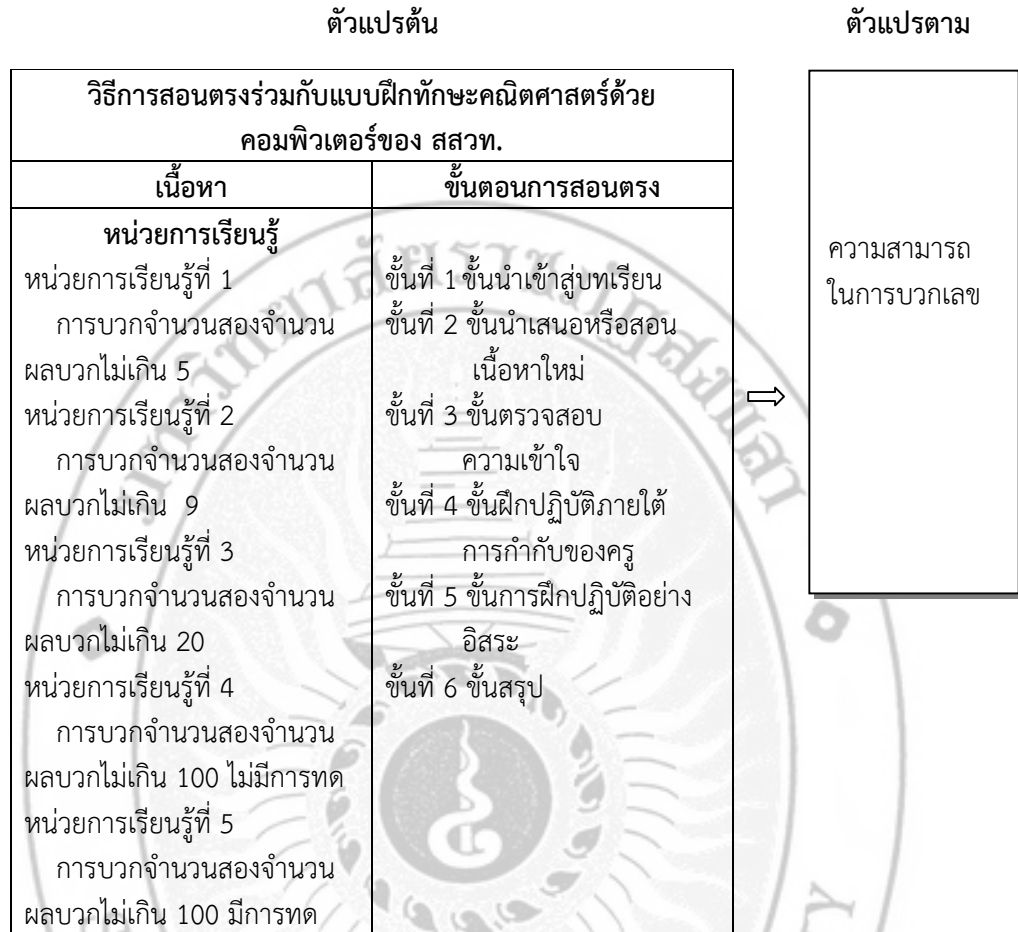 ตัวแปรต้น
ตัวแปรตาม
วิธีการสอนตรงร่วมกับแบบฝึกทักษะคณิตศาสตร์ด้วย
คอมพิวเตอร์ของ สสวท.
เนื้อหา
หน่วยการเรียนรู้
หน่วยการเรียนรู้ที่ 1
การบวกจำนวนสองจำนวน
ผลบวกไม่เกิน 5
หน่วยการเรียนรู้ที่ 2
การบวกจำนวนสองจำนวน
ผลบวกไม่เกิน 9
หน่วยการเรียนรู้ที่ 3
การบวกจำนวนสองจำนวน
ผลบวกไม่เกิน 20
หน่วยการเรียนรู้ที่ 4
การบวกจำนวนสองจำนวน
ผลบวกไม่เกิน 100 ไม่มีการทด
หน่วยการเรียนรู้ที่ 5
การบวกจำนวนสองจำนวน
ผลบวกไม่เกิน 100 มีการทด
ขั้นตอนการสอนตรง
ขั้นที่ 1 ขั้นนำเข้าสู่บทเรียน
ขั้นที่ 2 ขั้นนำเสนอหรือสอน
เนื้อหาใหม่
ขั้นที่ 3 ขั้นตรวจสอบ
ความเข้าใจ
ขั้นที่ 4 ขั้นฝึกปฏิบัติภายใต้
การกำกับของครู
ขั้นที่ 5 ขั้นการฝึกปฏิบัติอย่าง
อิสระ
ขั้นที่ 6 ขั้นสรุป
⇨
ความสามารถ
ในการบวกเลข